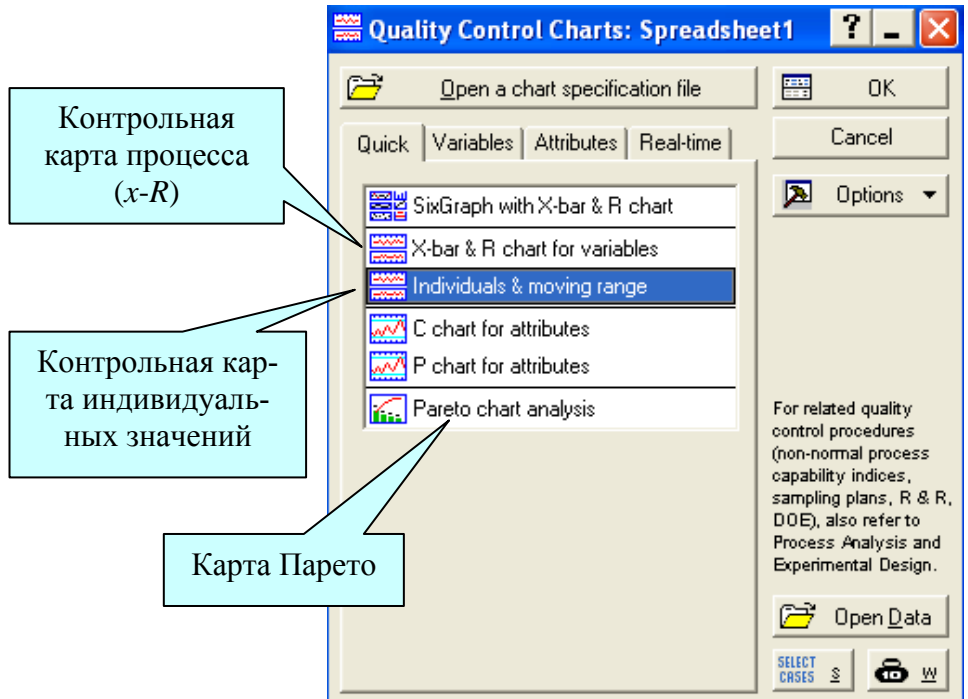 Quality Control Charts: Spreadsheet1
Open a chart specification file
OK
Cancel
Options
Quick
Variables
Attributes
Real-time
SixGraph with X-bar & R chart
X-bar & R chart for variables
Individuals & moving range
C chart for attributes
P chart for attributes
Pareto chart analysis
Контрольная
карта процесса
(x-R)
Контрольная кар-
та индивидуаль-
ных значений
Карта Парето
For related quality
control procedures
(non-normal process
capability indices,
sampling plans, R & R,
DOE), also refer to
Process Analysis and
Experimental Design.
Open Data
SELECT
CASES
S
W